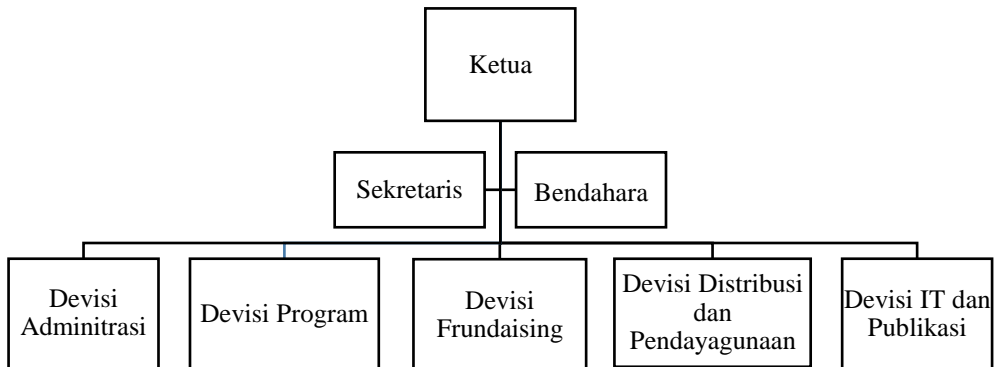 Ketua
Sekretaris
Bendahara
Devisi
Adminitrasi
Devisi Program
Devisi
Frundaising
Devisi Distribusi
dan
Pendayagunaan
Devisi IT dan
Publikasi